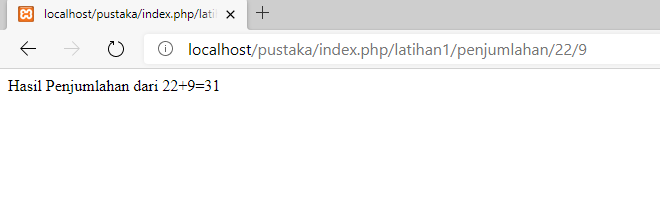 localhost/pustaka/index.php/lati
localhost/pustaka/index.php/latihan1/penjumlahan/22/9
Hasil Penjumlahan dari 22+9=31